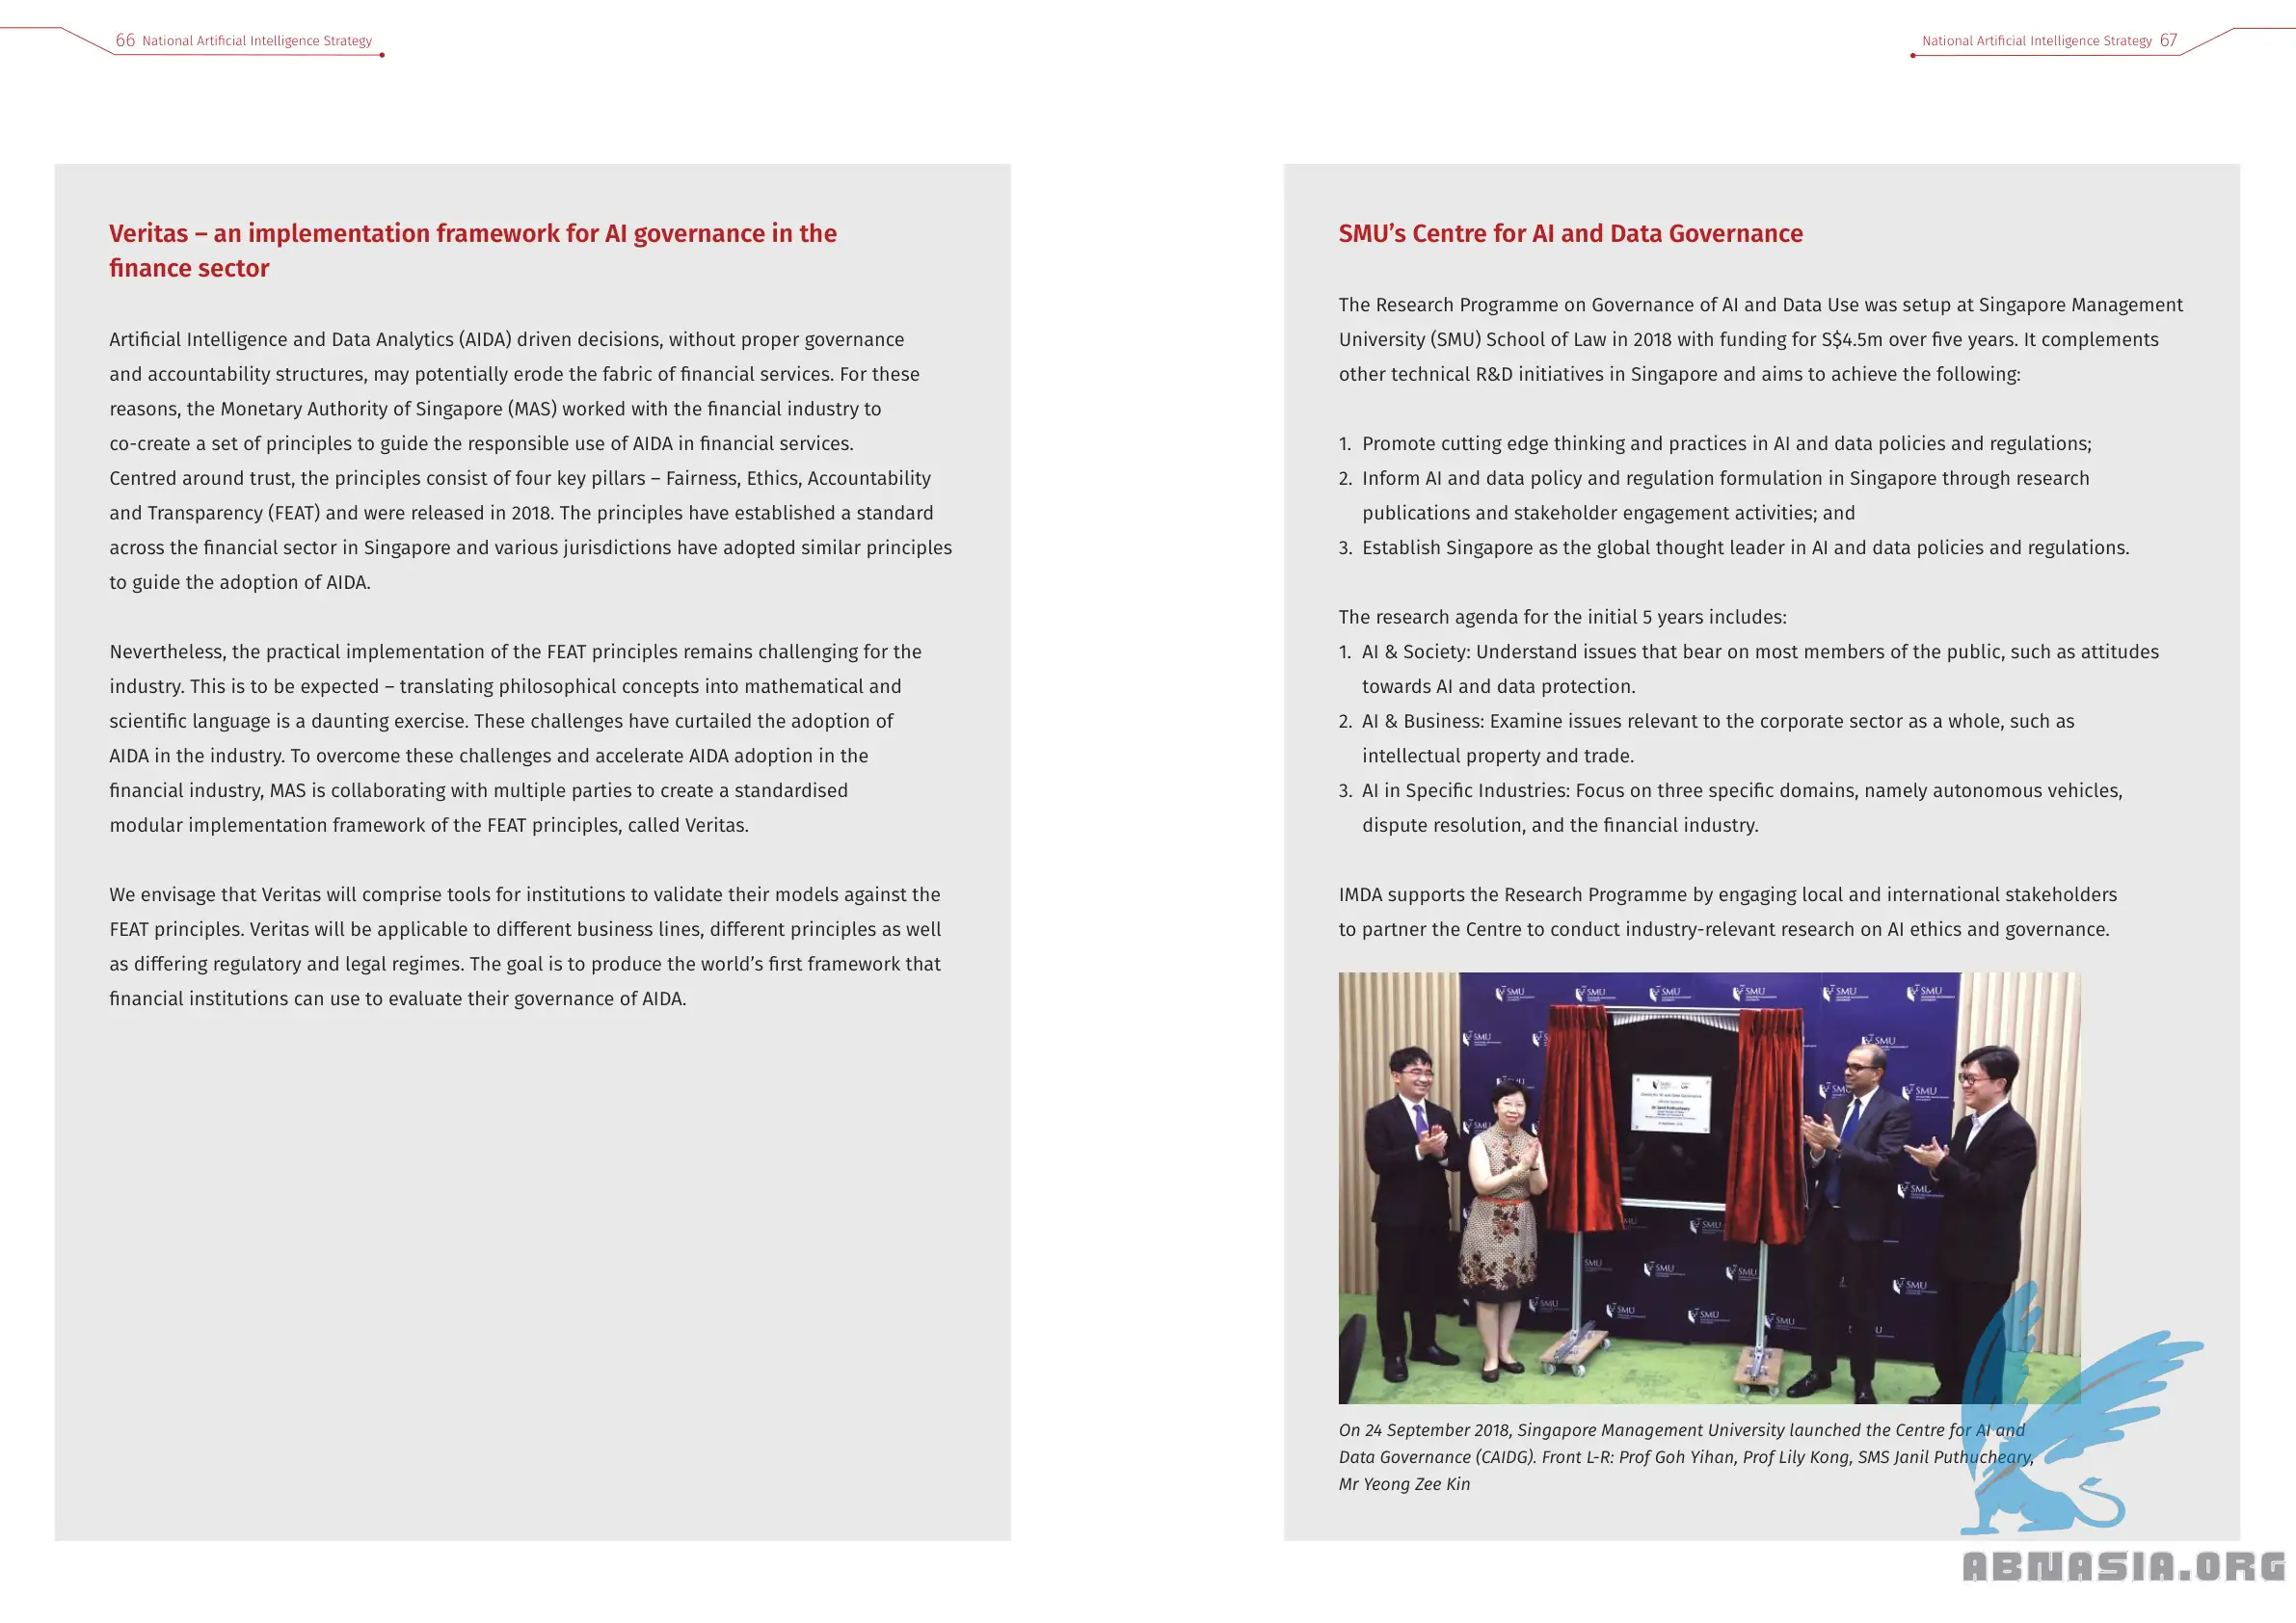 66 National Artificial Intelligence Strategy
National Artificial Intelligence Strategy 67
Veritas – an implementation framework for AI governance in the
finance sector
Artificial Intelligence and Data Analytics (AIDA) driven decisions, without proper governance
and accountability structures, may potentially erode the fabric of financial services. For these
reasons, the Monetary Authority of Singapore (MAS) worked with the financial industry to
co-create a set of principles to guide the responsible use of AIDA in financial services.
Centred around trust, the principles consist of four key pillars – Fairness, Ethics, Accountability
and Transparency (FEAT) and were released in 2018. The principles have established a standard
across the financial sector in Singapore and various jurisdictions have adopted similar principles
to guide the adoption of AIDA.
Nevertheless, the practical implementation of the FEAT principles remains challenging for the
industry. This is to be expected – translating philosophical concepts into mathematical and
scientific language is a daunting exercise. These challenges have curtailed the adoption of
AIDA in the industry. To overcome these challenges and accelerate AIDA adoption in the
financial industry, MAS is collaborating with multiple parties to create a standardised
modular implementation framework of the FEAT principles, called Veritas.
We envisage that Veritas will comprise tools for institutions to validate their models against the
FEAT principles. Veritas will be applicable to different business lines, different principles as well
as differing regulatory and legal regimes. The goal is to produce the world's first framework that
financial institutions can use to evaluate their governance of AIDA.
SMU's Centre for AI and Data Governance
The Research Programme on Governance of AI and Data Use was setup at Singapore Management
University (SMU) School of Law in 2018 with funding for S$4.5m over five years. It complements
other technical R&D initiatives in Singapore and aims to achieve the following:
1. Promote cutting edge thinking and practices in AI and data policies and regulations;
2. Inform AI and data policy and regulation formulation in Singapore through research
publications and stakeholder engagement activities; and
3. Establish Singapore as the global thought leader in AI and data policies and regulations.
The research agenda for the initial 5 years includes:
1. AI & Society: Understand issues that bear on most members of the public, such as attitudes
towards AI and data protection.
2. AI & Business: Examine issues relevant to the corporate sector as a whole, such as
intellectual property and trade.
3. AI in Specific Industries: Focus on three specific domains, namely autonomous vehicles,
dispute resolution, and the financial industry.
IMDA supports the Research Programme by engaging local and international stakeholders
to partner the Centre to conduct industry-relevant research on AI ethics and governance.
SMU SMU SMU SMU SMU SMU
On 24 September 2018, Singapore Management University launched the Centre for AI and
Data Governance (CAIDG). Front L-R: Prof Goh Yihan, Prof Lily Kong, SMS Janil Puthucheary,
Mr Yeong Zee Kin
ABNASIA.ORG